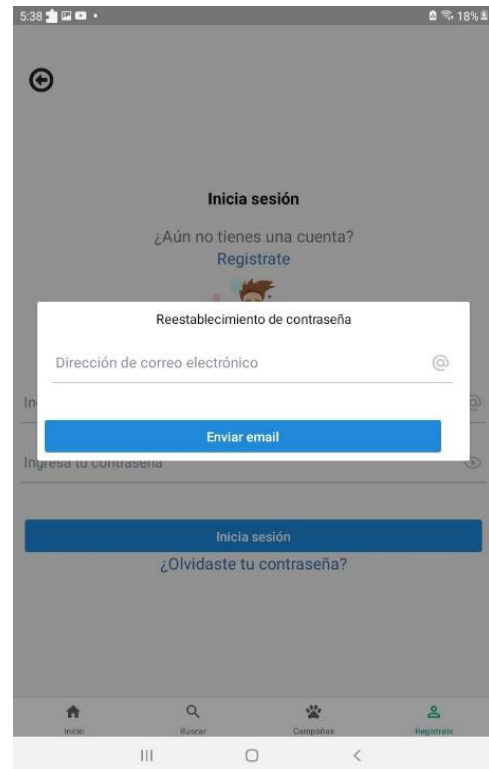 5:38
18%
Inicia sesión
¿Aún no tienes una cuenta?
Registrate
Reestablecimiento de contraseña
Dirección de correo electrónico @
In @
Enviar email
Ingresa tu contraseña
Inicia sesión
¿Olvidaste tu contraseña?
Inicio Buscar Campañas Registrate